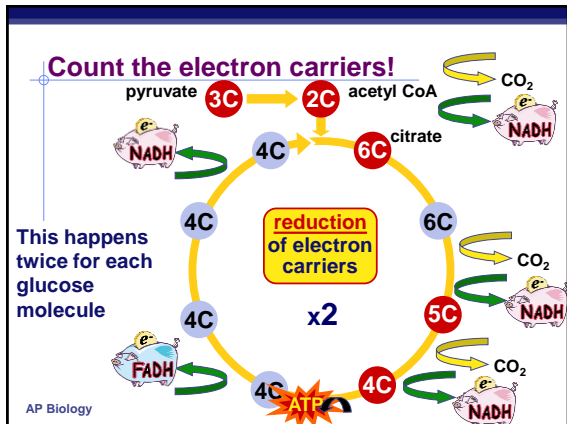 Count the electron carriers!
pyruvate 3C 2C acetyl CoA
CO2
e-
NADH
citrate
6C
4C
e-
NADH
4C
6C
This happens
twice for each
glucose
molecule
reduction
of electron
carriers
x2
CO2
e-
NADH
5C
4C
e-
FADH
4C
ATP
4C
CO2
e-
NADH
AP Biology